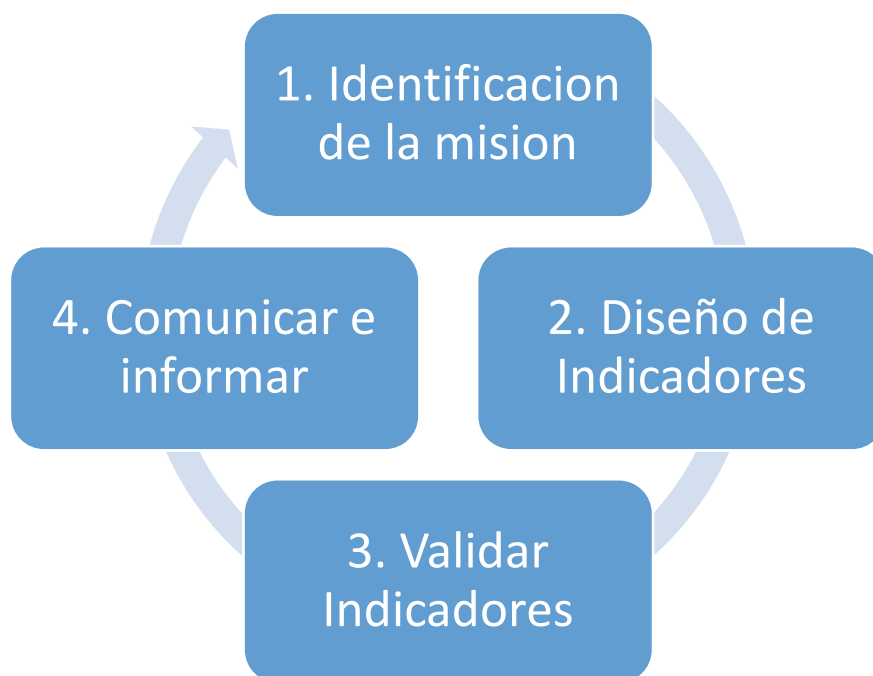 1. Identificacion
de la mision
2. Diseño de
Indicadores
3. Validar
Indicadores
4. Comunicar e
informar